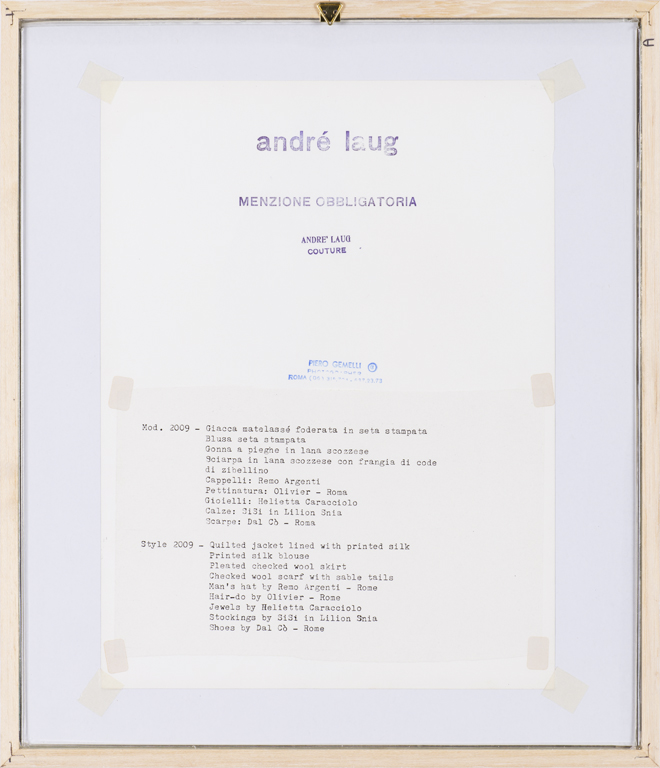 andré laug
MENZIONE OBBLIGATORIA
ANDRE' LAUG
COUTURE
PIERO GEMELLI
ROMA
Mod. 2009 - Giacca matelassé foderata in seta stampata
Blusa seta stampata
Gonna a pieghe in lana scozzese
Sciarpa in lana scozzese con frangia di code
di zibellino
Cappelli: Remo Argenti
Pettinatura: Olivier - Roma
Gioielli: Helietta Caracciolo
Calze: SiSi in Lilion Snia
Scarpe: Dal Cò - Roma
Style 2009 - Quilted jacket lined with printed silk
Printed silk blouse
Pleated checked wool skirt
Checked wool scarf with sable tails
Man's hat by Remo Argenti - Rome
Hair-do by Olivier - Rome
Jewels by Helietta Caracciolo
Stockings by SiSi in Lilion Snia
Shoes by Dal Cò - Rome
A